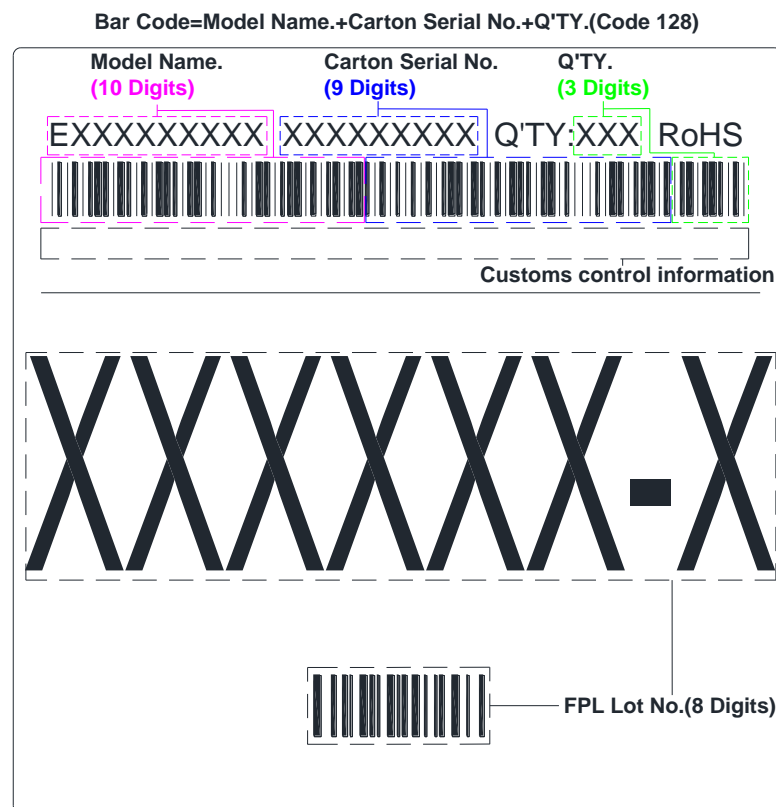 Bar Code=Model Name.+Carton Serial No.+Q'TY.(Code 128)
Model Name. Carton Serial No. Q'TY.
(10 Digits) (9 Digits) (3 Digits)
EXXXXXXXXX XXXXXXXXX Q'TY:XXX RoHS
Customs control information
XXXXXX-X
FPL Lot No.(8 Digits)